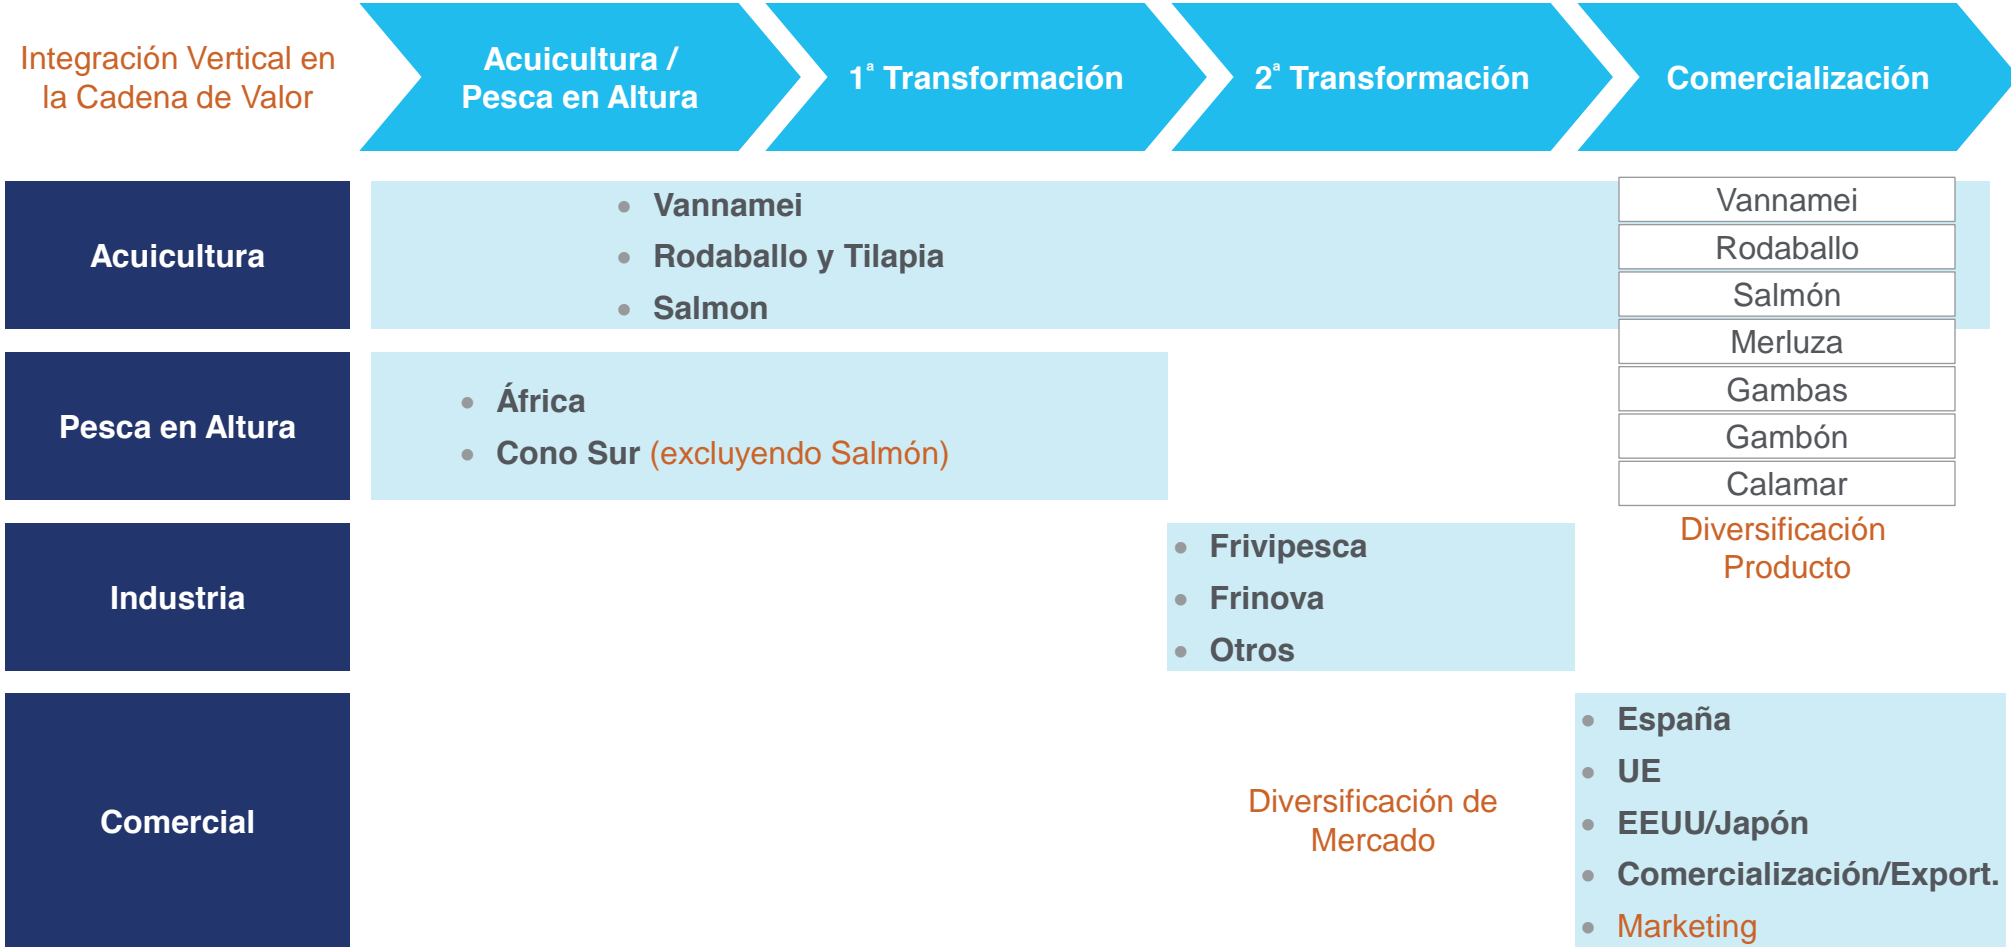 Integración Vertical en
la Cadena de Valor
Acuicultura /
Pesca en Altura
1ª Transformación
2ª Transformación
Comercialización
Acuicultura
• Vannamei
• Rodaballo y Tilapia
• Salmon
Vannamei
Rodaballo
Salmón
Merluza
Gambas
Gambón
Calamar
Diversificación
Producto
Pesca en Altura
• África
• Cono Sur (excluyendo Salmón)
Industria
• Frivipesca
• Frinova
• Otros
Comercial
Diversificación de
Mercado
• España
• UE
• EEUU/Japón
• Comercialización/Export.
• Marketing